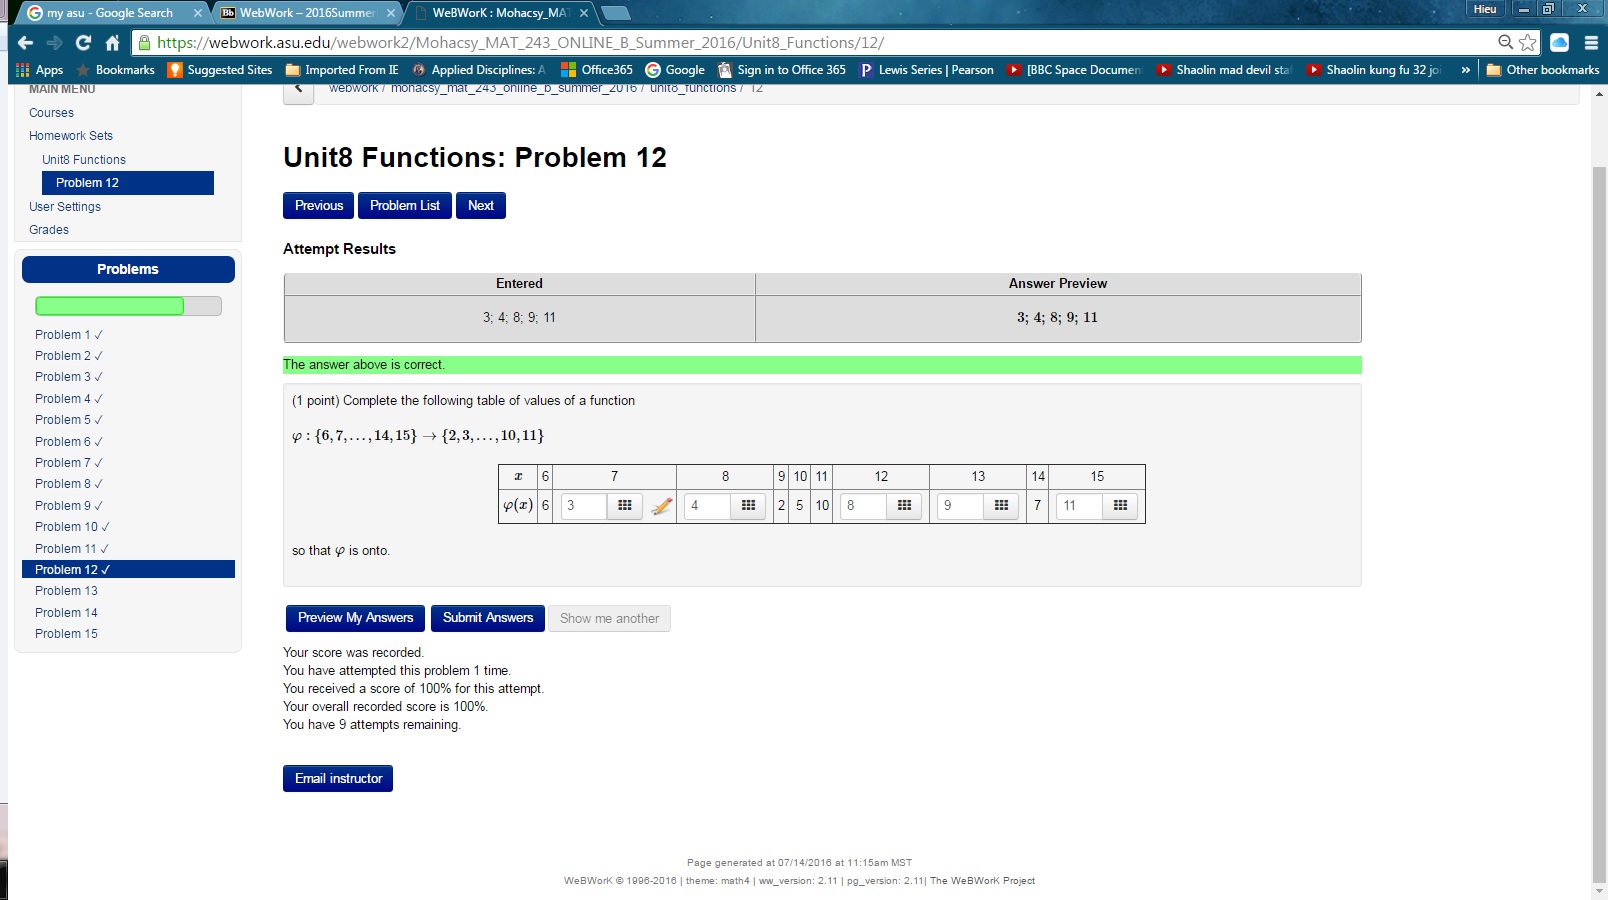 my asu - Google Search
WebWork – 2016Summer
WeBWorK : Mohacsy_MAT
Hieu
https://webwork.asu.edu/webwork2/Mohacsy_MAT_243_ONLINE_B_Summer_2016/Unit8_Functions/12/
Apps Bookmarks Suggested Sites Imported From IE Applied Disciplines: A Office365 Google Sign in to Office 365 Lewis Series | Pearson [BBC Space Documen Shaolin mad devil sta Shaolin kung fu 32 joi » Other bookmarks
MAIN MENU
Courses
Homework Sets
Unit8 Functions
Problem 12
User Settings
Grades
Problems
Problem 1 ✓
Problem 2 ✓
Problem 3 ✓
Problem 4 ✓
Problem 5 ✓
Problem 6 ✓
Problem 7 ✓
Problem 8 ✓
Problem 9 ✓
Problem 10 ✓
Problem 11 ✓
Problem 12 ✓
Problem 13
Problem 14
Problem 15
webwork / mohacsy_mat_243_online_b_summer_2016 / unit8_functions / 12
Unit8 Functions: Problem 12
Previous Problem List Next
Attempt Results
Entered Answer Preview
3; 4; 8; 9; 11 3; 4; 8; 9; 11
The answer above is correct.
(1 point) Complete the following table of values of a function
φ : {6, 7, . . . , 14, 15} → {2, 3, . . . , 10, 11}
x 6 7 8 9 10 11 12 13 14 15
φ(x) 6 3 4 2 5 10 8 9 7 11
so that φ is onto.
Preview My Answers Submit Answers Show me another
Your score was recorded.
You have attempted this problem 1 time.
You received a score of 100% for this attempt.
Your overall recorded score is 100%.
You have 9 attempts remaining.
Email instructor
Page generated at 07/14/2016 at 11:15am MST
WeBWorK © 1996-2016 | theme: math4 | ww_version: 2.11 | pg_version: 2.11| The WeBWorK Project